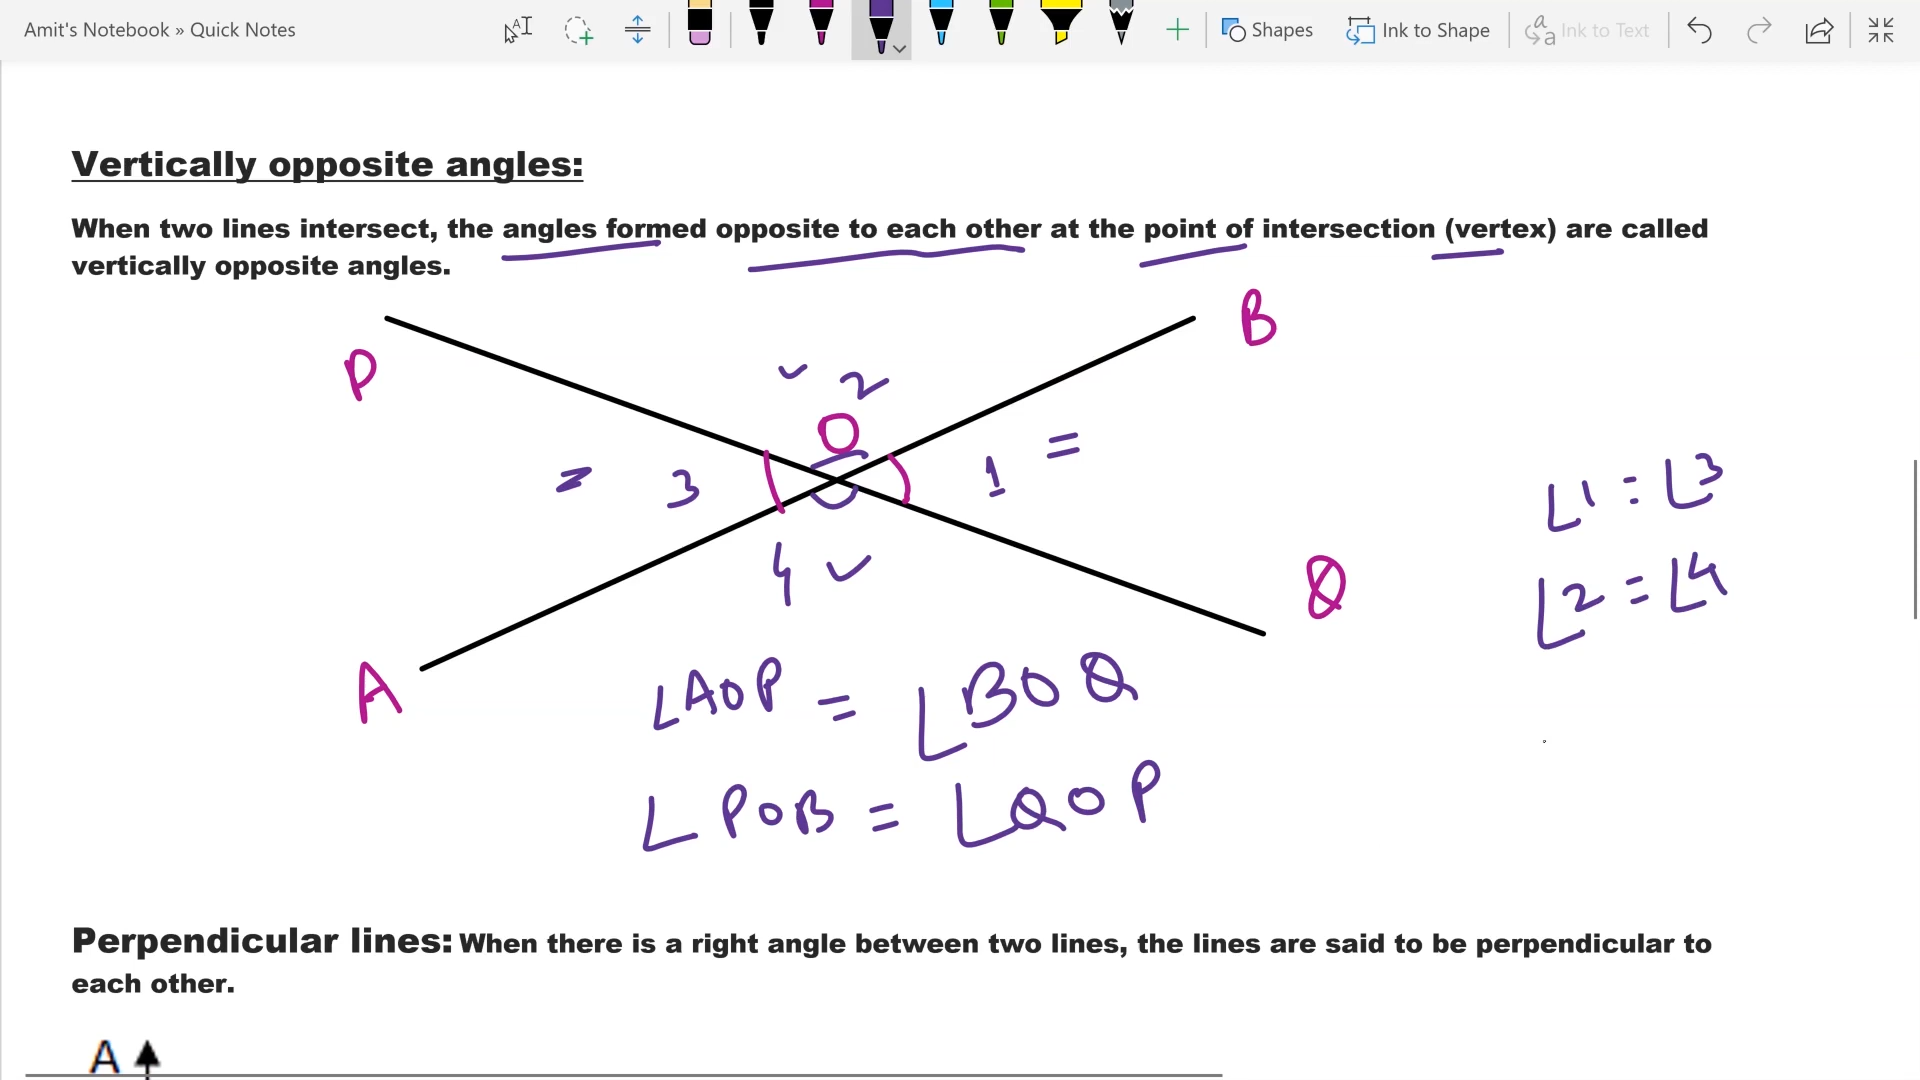 Amit's Notebook » Quick Notes
Shapes
Ink to Shape
Ink to Text
Vertically opposite angles:
When two lines intersect, the angles formed opposite to each other at the point of intersection (vertex) are called
vertically opposite angles.
B
P
2
O
= 3
1 =
∠1 = ∠3
4
Q
∠2 = ∠4
A
∠AOP = ∠BOQ
∠POB = ∠QOP
Perpendicular lines: When there is a right angle between two lines, the lines are said to be perpendicular to
each other.
A